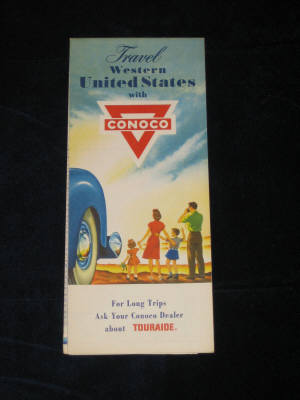 Travel
Western
United States
with
CONOCO
For Long Trips
Ask Your Conoco Dealer
about TOURAIDE.